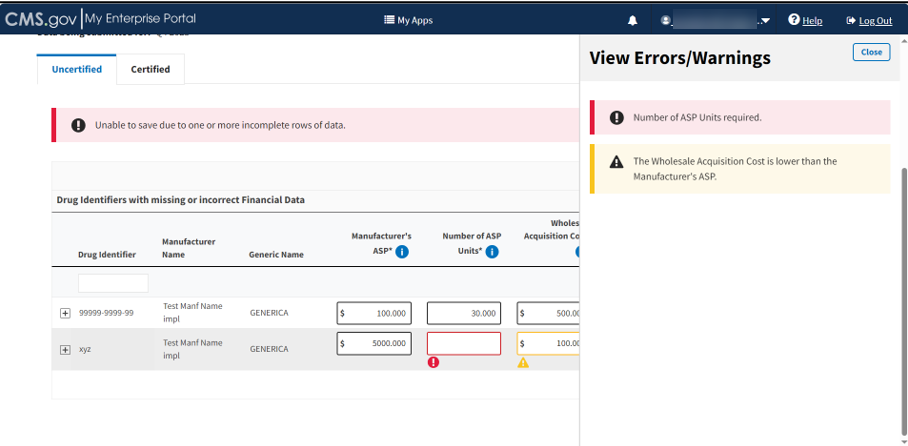 CMS.gov My Enterprise Portal
My Apps
Help
Log Out
Uncertified
Certified
Unable to save due to one or more incomplete rows of data.
Drug Identifiers with missing or incorrect Financial Data
Drug Identifier
Manufacturer
Name
Generic Name
Manufacturer's
ASP*
Number of ASP
Units*
Wholes
Acquisition Co
99999-9999-99
Test Manf Name
impl
GENERICA
$ 100.000
30.000
$ 500.00
xyz
Test Manf Name
impl
GENERICA
$ 5000.000
$ 100.00
View Errors/Warnings
Close
Number of ASP Units required.
The Wholesale Acquisition Cost is lower than the
Manufacturer's ASP.